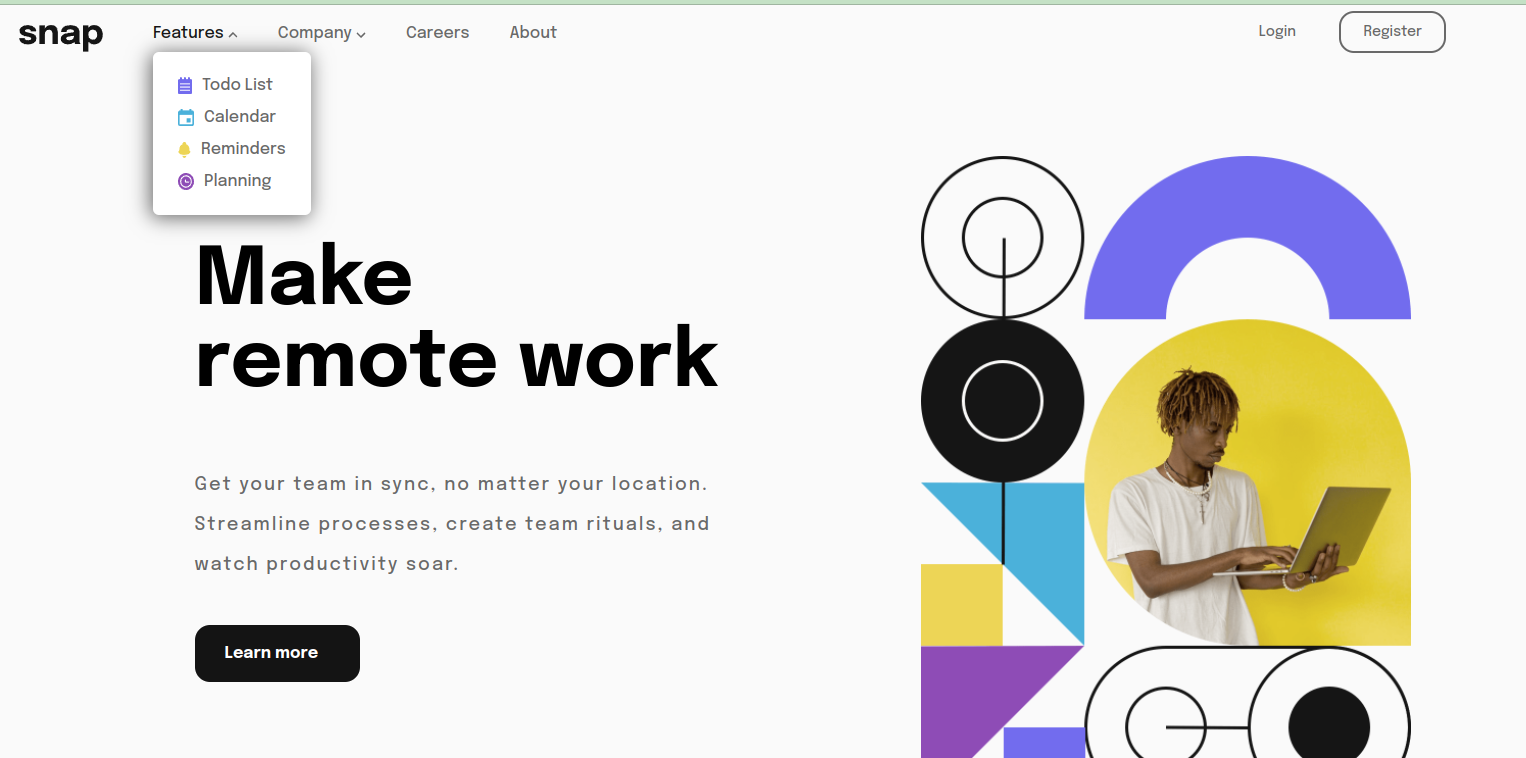 snap
Features
Company
Careers
About
Login
Register
Todo List
Calendar
Reminders
Planning
Make
remote work
Get your team in sync, no matter your location.
Streamline processes, create team rituals, and
watch productivity soar.
Learn more